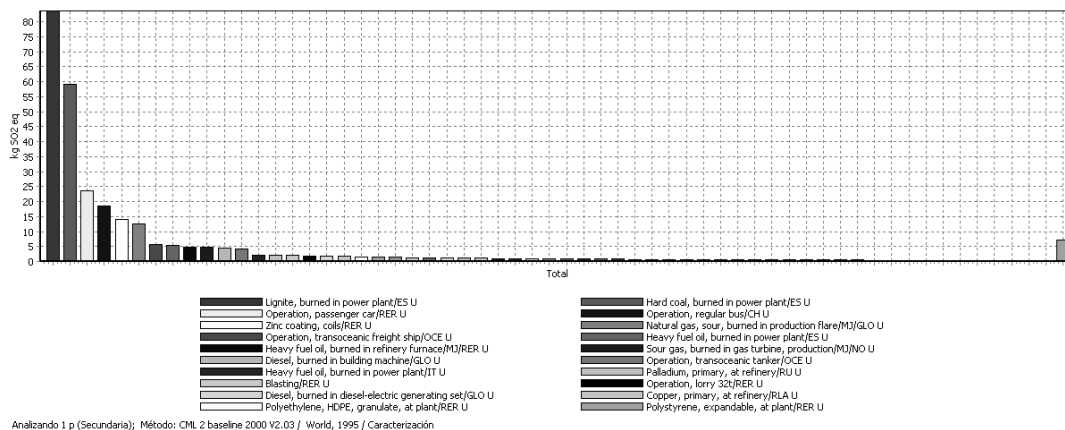 80
75
70
65
60
55
50
45
40
35
30
25
20
15
10
5
0
kg SO2 eq
Total
Lignite, burned in power plant/ES U
Hard coal, burned in power plant/ES U
Operation, passenger car/RER U
Operation, regular bus/CH U
Zinc coating, coils/RER U
Natural gas, sour, burned in production flare/MJ/GLO U
Operation, transoceanic freight ship/OCE U
Heavy fuel oil, burned in power plant/ES U
Heavy fuel oil, burned in refinery furnace/MJ/RER U
Sour gas, burned in gas turbine, production/MJ/NO U
Diesel, burned in building machine/GLO U
Operation, transoceanic tanker/OCE U
Heavy fuel oil, burned in power plant/IT U
Palladium, primary, at refinery/RU U
Blasting/RER U
Operation, lorry 32t/RER U
Diesel, burned in diesel-electric generating set/GLO U
Copper, primary, at refinery/RLA U
Polyethylene, HDPE, granulate, at plant/RER U
Polystyrene, expandable, at plant/RER U
Analizando 1 p (Secundaria); Método: CML 2 baseline 2000 V2.03 / World, 1995 / Caracterización